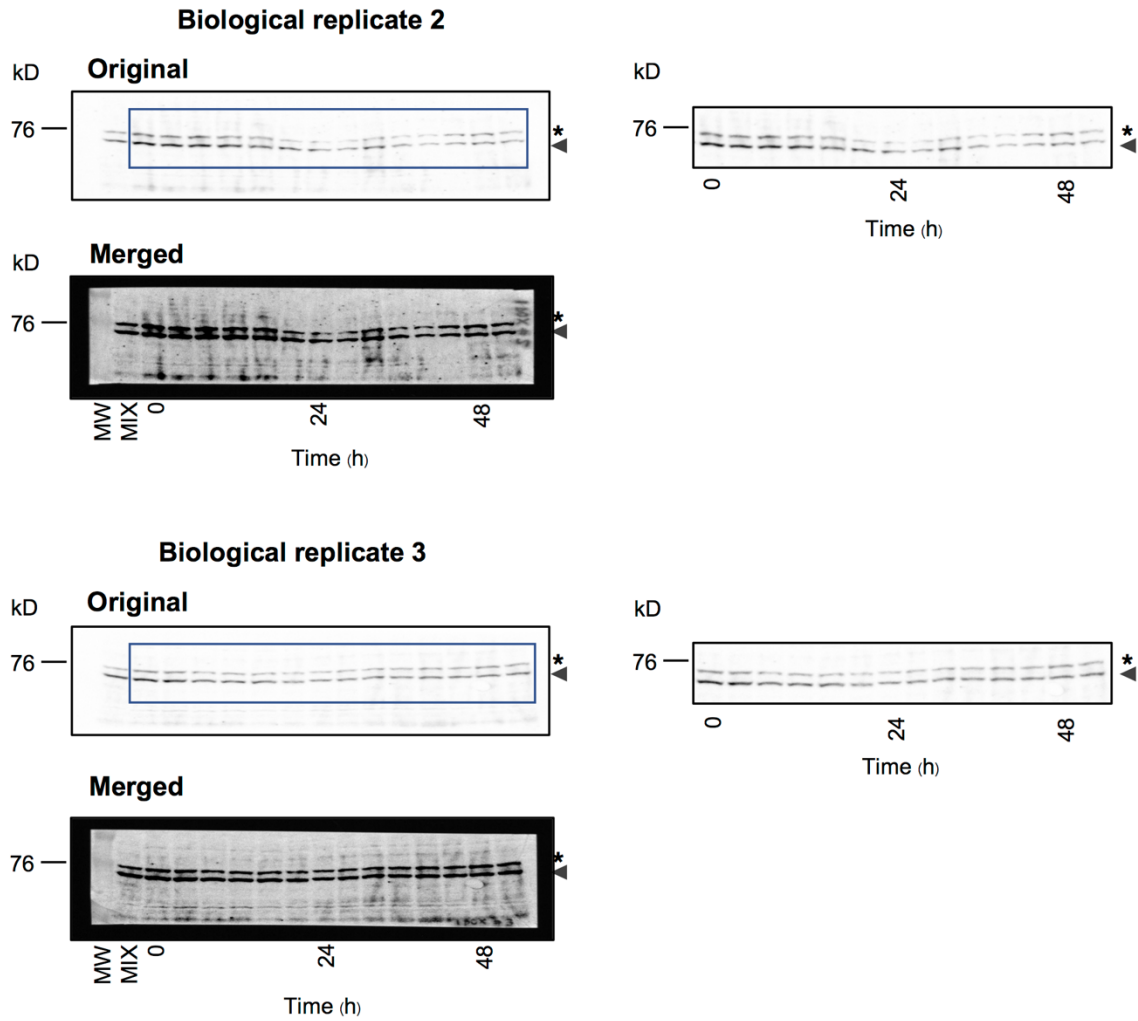 Biological replicate 2
kD Original kD
76 * 76 *
0 24 48
Time (h)
kD Merged
76 *
MW MIX 0 24 48
Time (h)
Biological replicate 3
kD Original kD
76 * 76 *
0 24 48
Time (h)
Merged
76 *
MW MIX 0 24 48
Time (h)